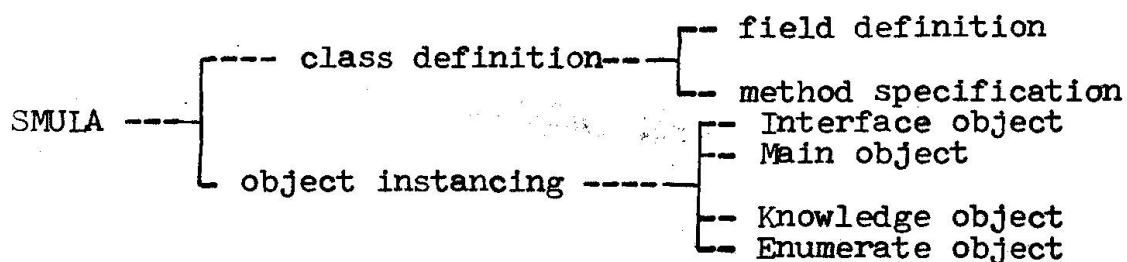 field definition
class definition
method specification
SMULA
Interface object
Main object
object instancing
Knowledge object
Enumerate object